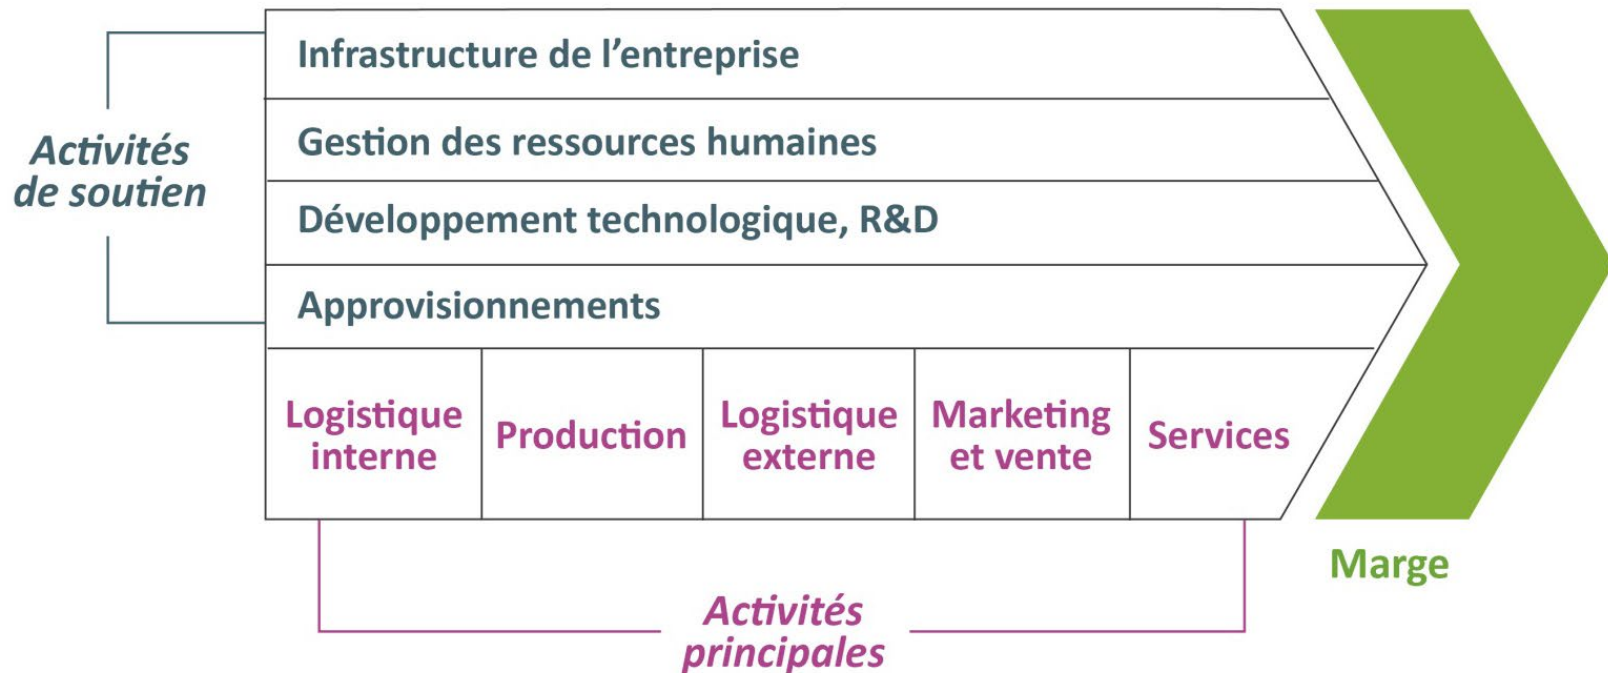 Infrastructure de l’entreprise
Gestion des ressources humaines
Développement technologique, R&D
Approvisionnements
Activités
de soutien
Logistique
interne
Production
Logistique
externe
Marketing
et vente
Services
Marge
Activités
principales